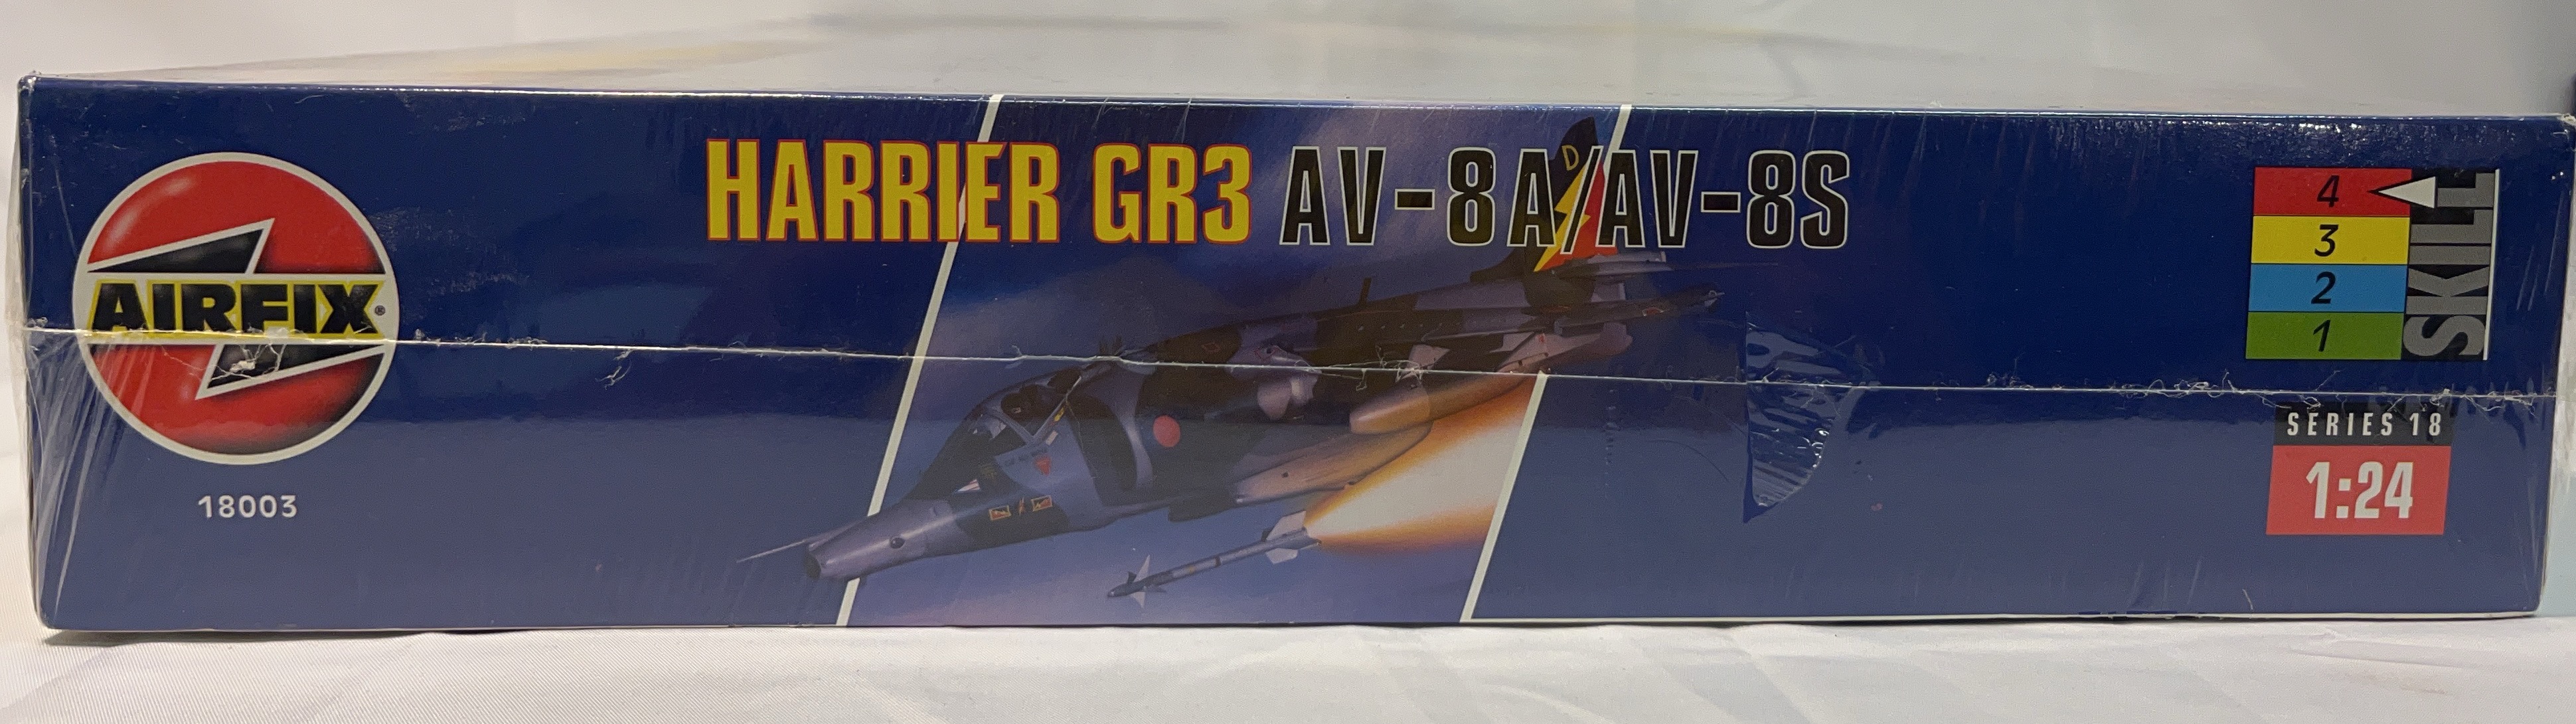 HARRIER GR3 AV-8A/AV-8S
D
AIRFIX®
18003
4
3
2
1
SKILL
SERIES 18
1:24